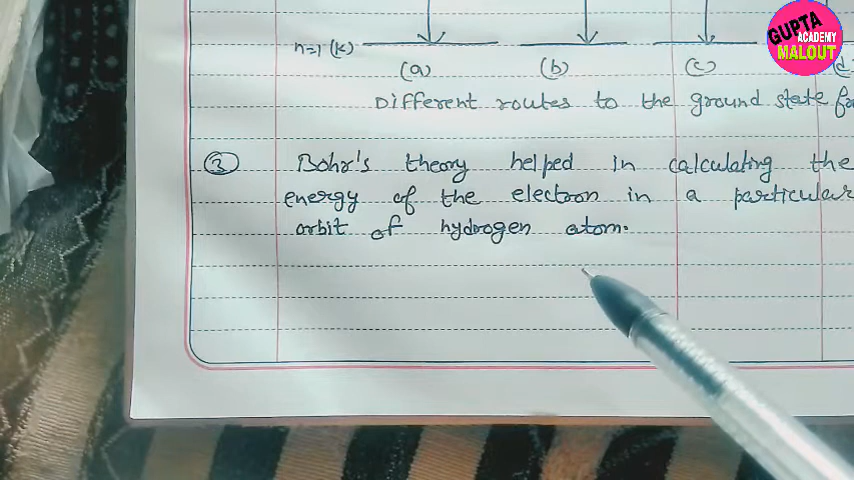 n=1 (K)
(a) (b) (c) (d
Different routes to the ground state
(3) Bohr's theory helped in calculating the
energy of the electron in a particular
orbit of hydrogen atom.
GUPTA
ACADEMY
MALOUT